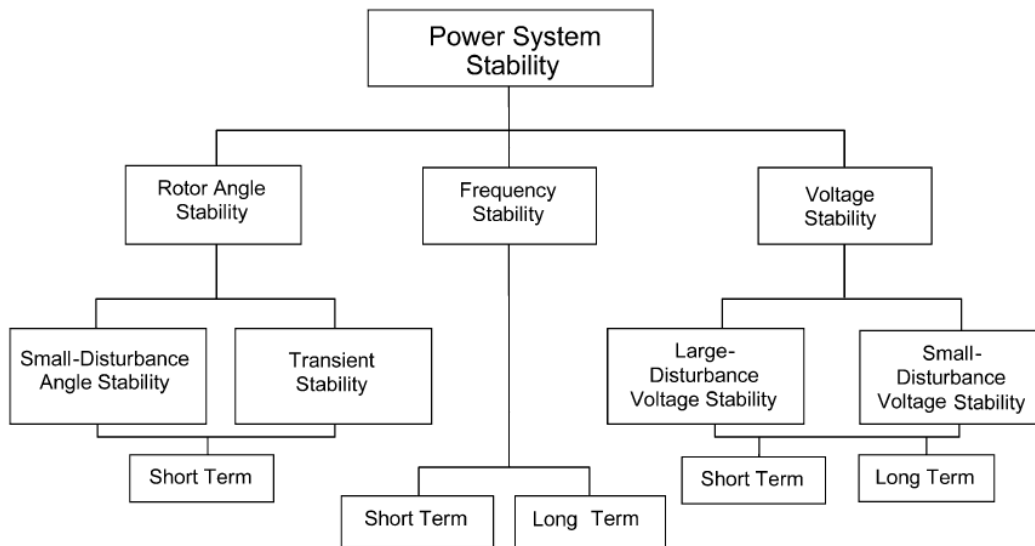 Power System
Stability
Rotor Angle
Stability
Frequency
Stability
Voltage
Stability
Small-Disturbance
Angle Stability
Transient
Stability
Large-
Disturbance
Voltage Stability
Small-
Disturbance
Voltage Stability
Short Term
Short Term
Long Term
Short Term
Long Term